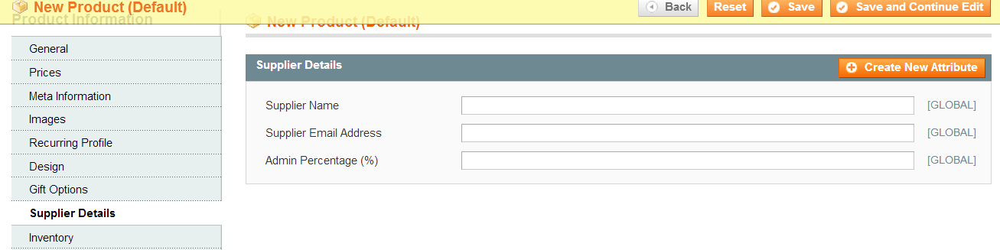 New Product (Default)
Back
Reset
Save
Save and Continue Edit
Product Information
New Product (Default)
General
Prices
Meta Information
Images
Recurring Profile
Design
Gift Options
Supplier Details
Inventory
Supplier Details
Create New Attribute
Supplier Name [GLOBAL]
Supplier Email Address [GLOBAL]
Admin Percentage (%) [GLOBAL]